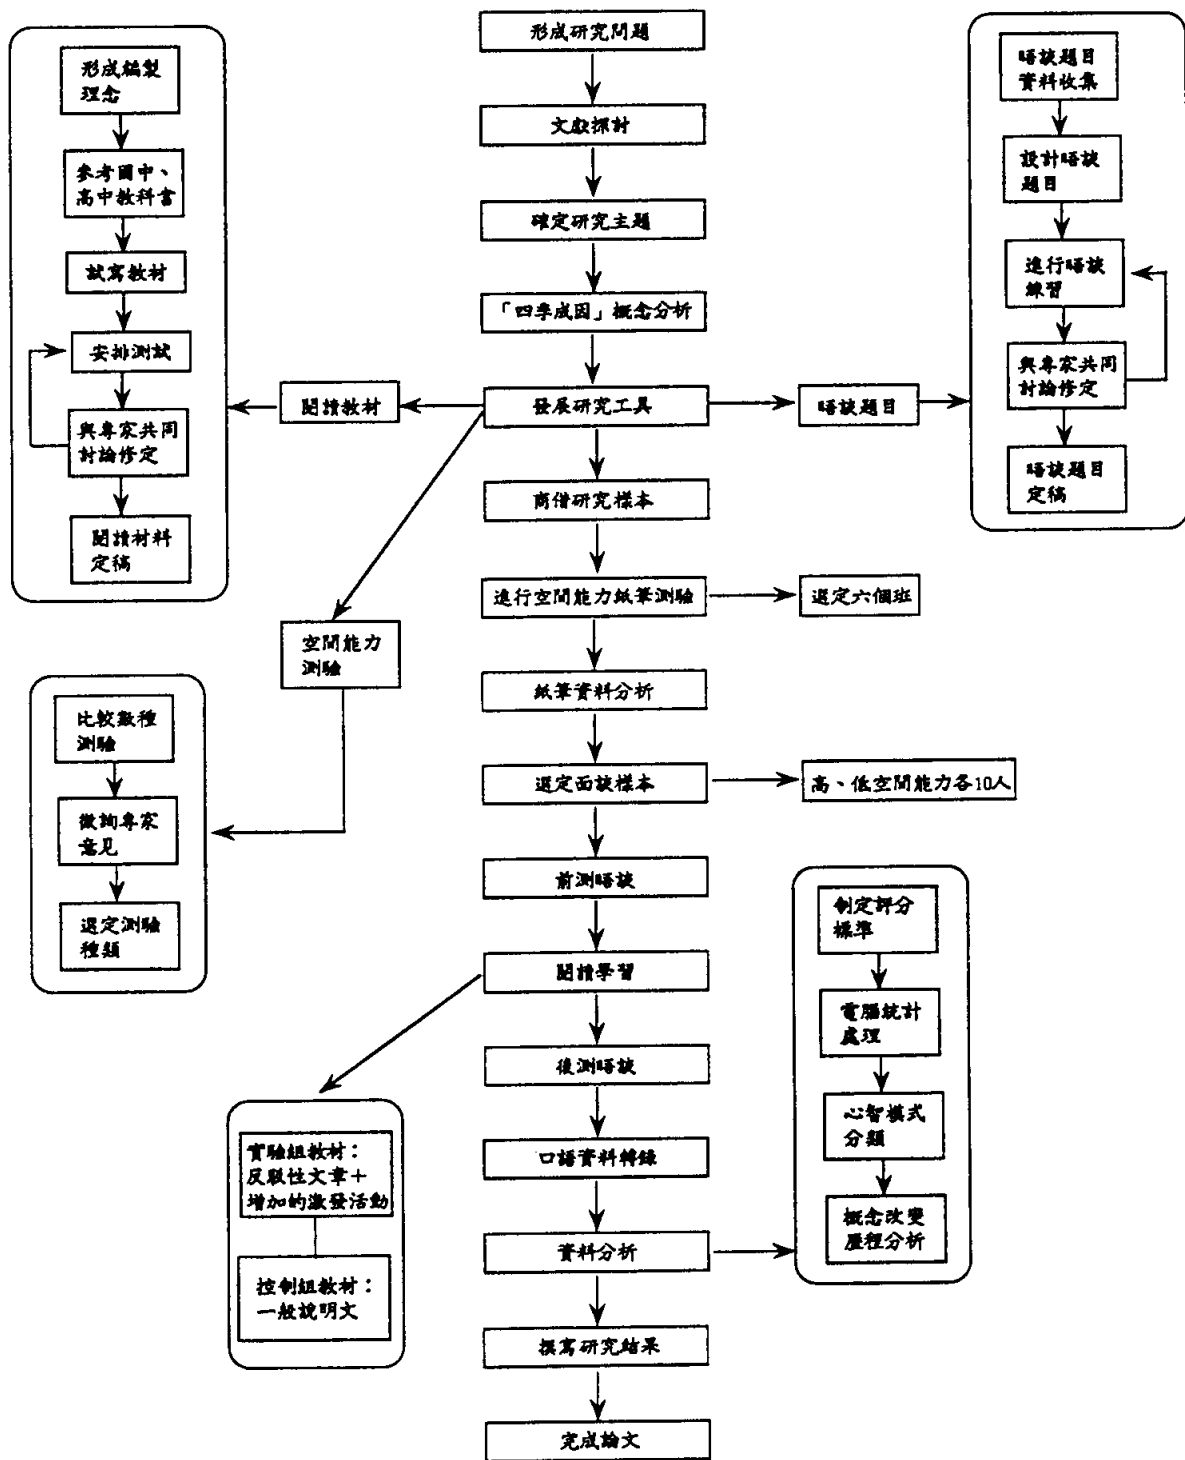 形成研究問題
文獻探討
確定研究主題
「四季成因」概念分析
發展研究工具
商借研究樣本
進行空間能力紙筆測驗
選定六個班
紙筆資料分析
選定面談樣本
高、低空間能力各10人
前測晤談
閱讀學習
後測晤談
口語資料轉錄
資料分析
撰寫研究結果
完成論文
閱讀教材
形成編製
理念
參考國中、
高中教科書
試寫教材
安排測試
與專家共同
討論修定
閱讀材料
定稿
晤談題目
晤談題目
資料收集
設計晤談
題目
進行晤談
練習
與專家共同
討論修定
晤談題目
定稿
空間能力
測驗
比較數種
測驗
徵詢專家
意見
選定測驗
種類
實驗組教材：
反駁性文章＋
增加的激發活動
控制組教材：
一般說明文
制定評分
標準
電腦統計
處理
心智模式
分類
概念改變
歷程分析